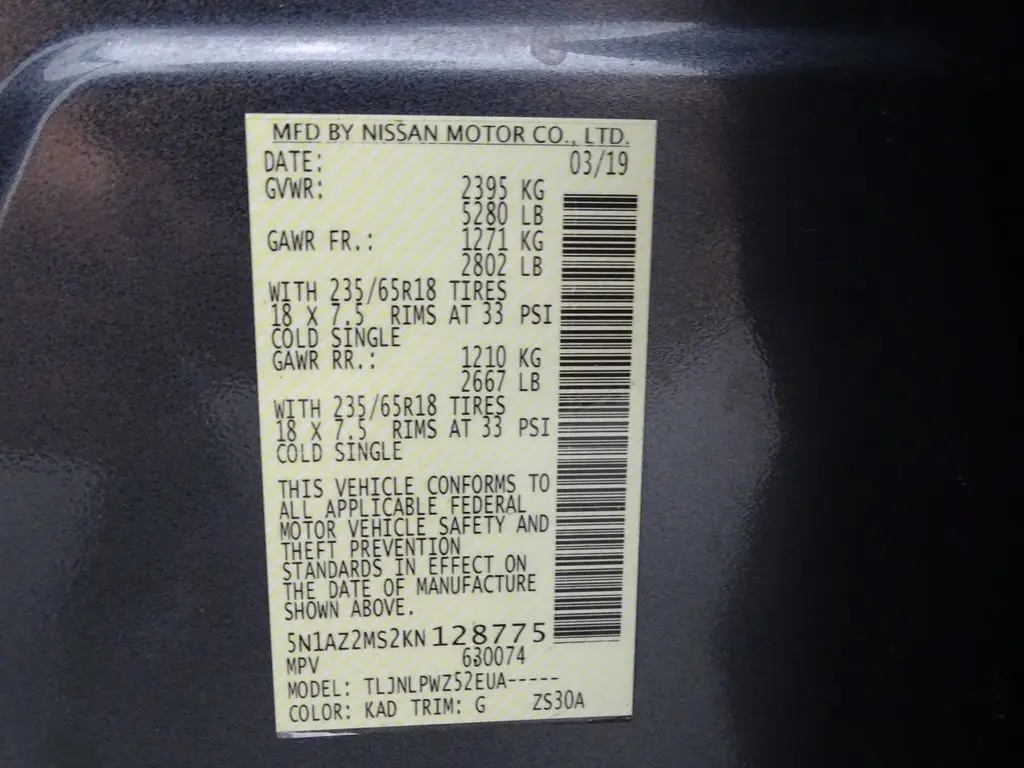 MFD BY NISSAN MOTOR CO., LTD.
DATE: 03/19
GVWR: 2395 KG
5280 LB
GAWR FR.: 1271 KG
2802 LB
WITH 235/65R18 TIRES
18 X 7.5 RIMS AT 33 PSI
COLD SINGLE
GAWR RR.: 1210 KG
2667 LB
WITH 235/65R18 TIRES
18 X 7.5 RIMS AT 33 PSI
COLD SINGLE
THIS VEHICLE CONFORMS TO
ALL APPLICABLE FEDERAL
MOTOR VEHICLE SAFETY AND
THEFT PREVENTION
STANDARDS IN EFFECT ON
THE DATE OF MANUFACTURE
SHOWN ABOVE.
5N1AZ2MS2KN128775
MPV 630074
MODEL: TLJNLPWZ52EUA-----
COLOR: KAD TRIM: G ZS30A